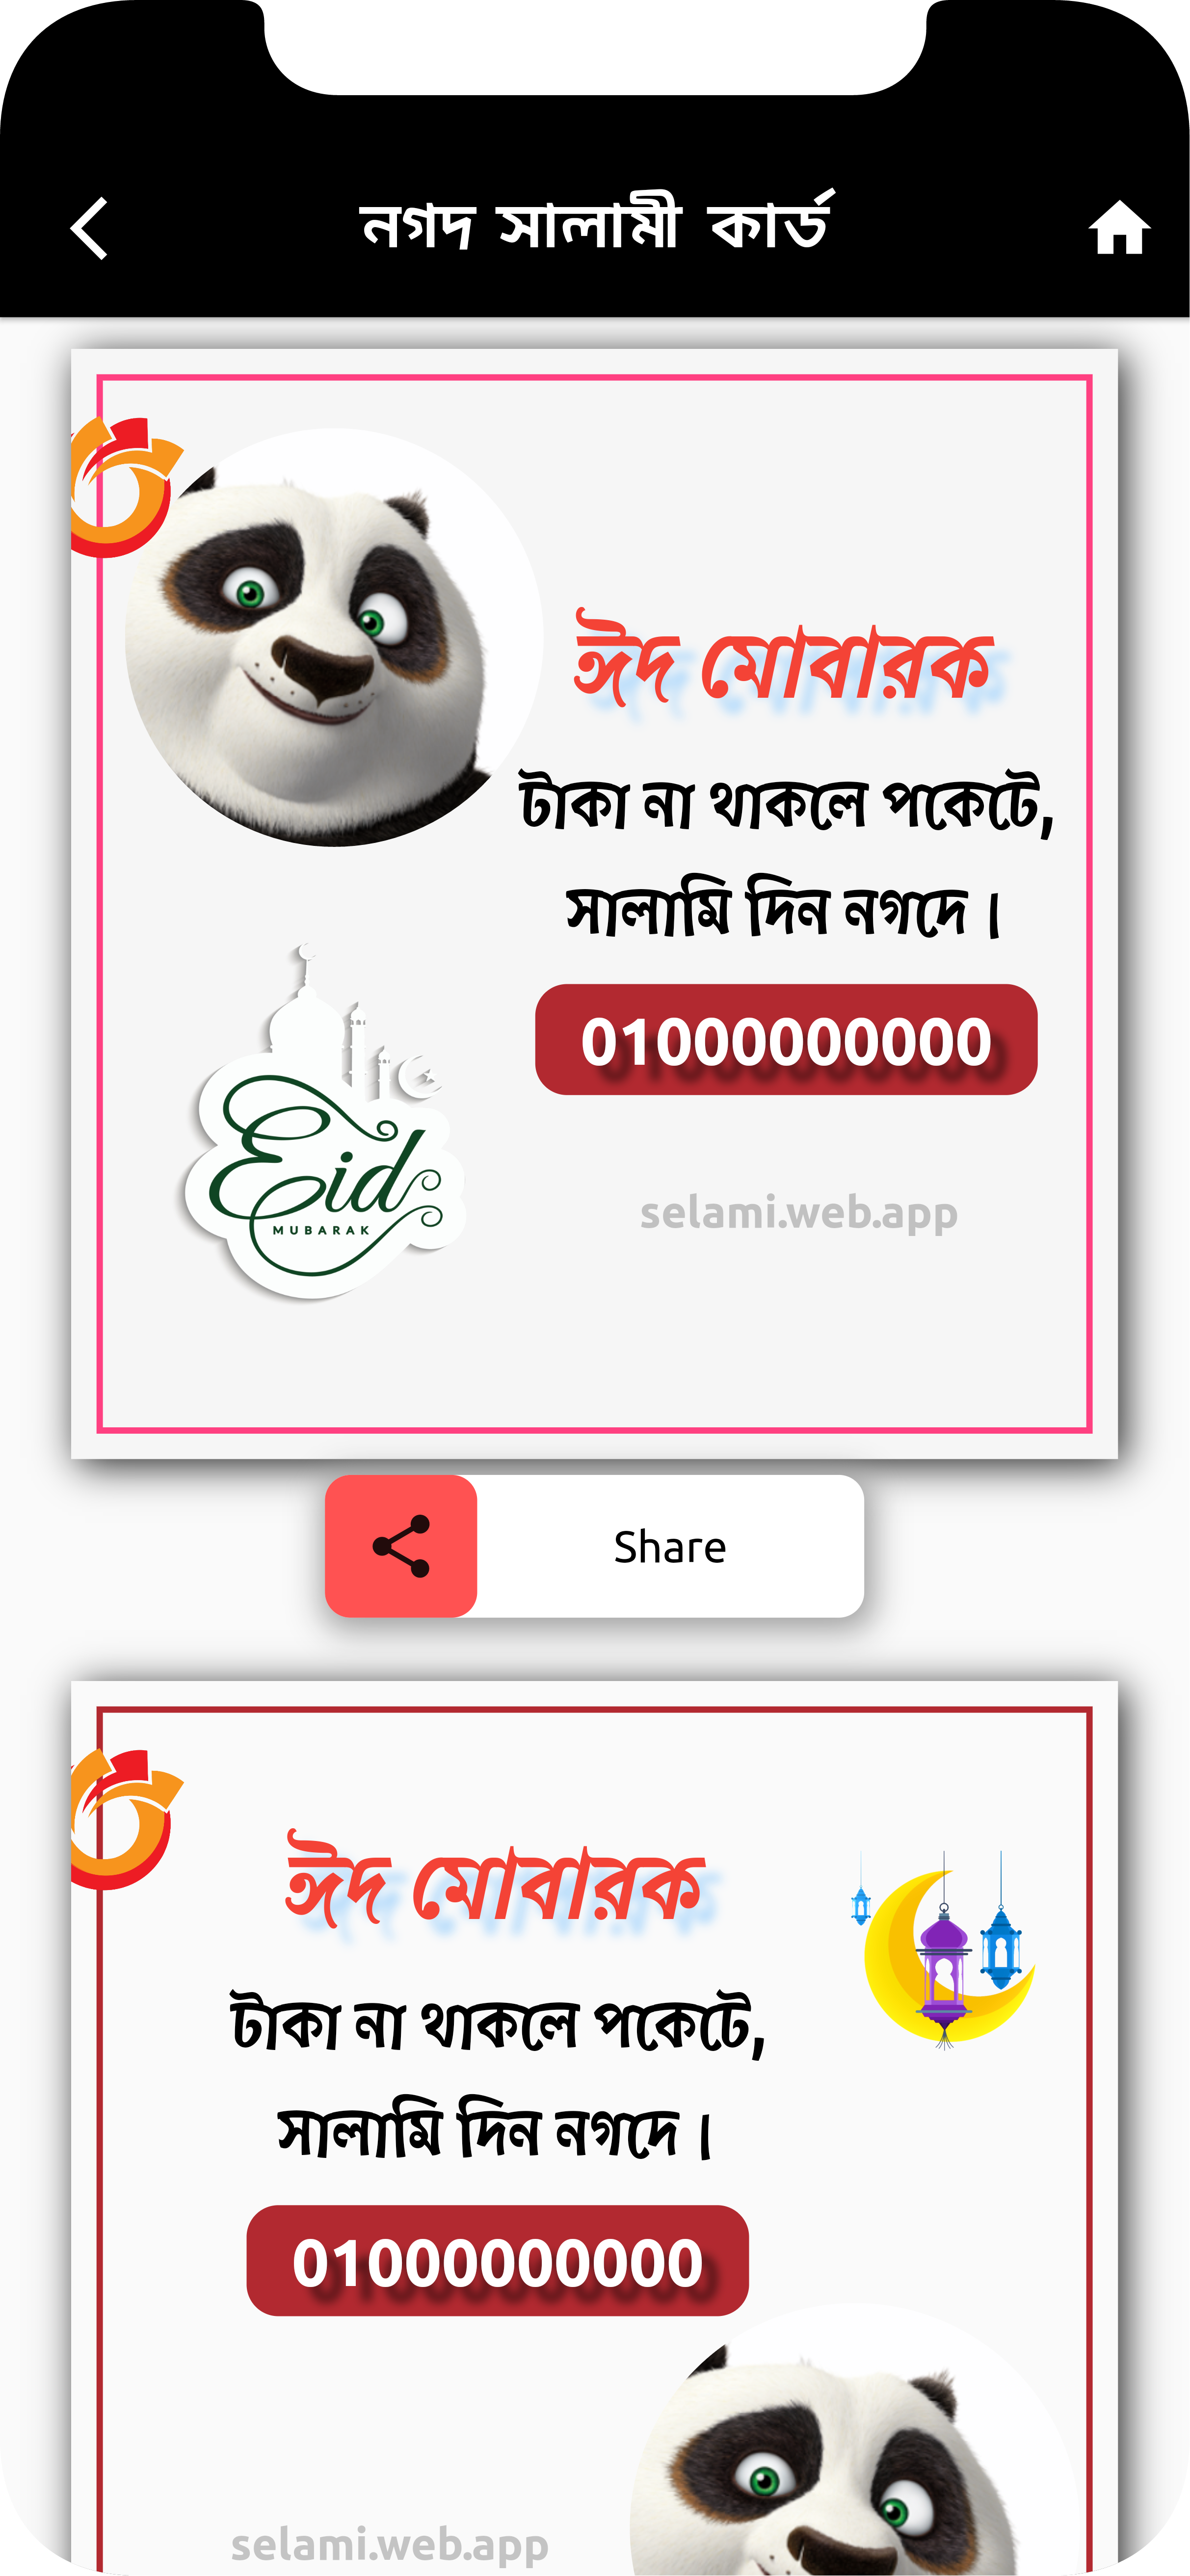 নগদ সালামী কার্ড
ঈদ মোবারক
টাকা না থাকলে পকেটে,
সালামি দিন নগদে ।
01000000000
Eid
MUBARAK
selami.web.app
Share
ঈদ মোবারক
টাকা না থাকলে পকেটে,
সালামি দিন নগদে ।
01000000000
selami.web.app